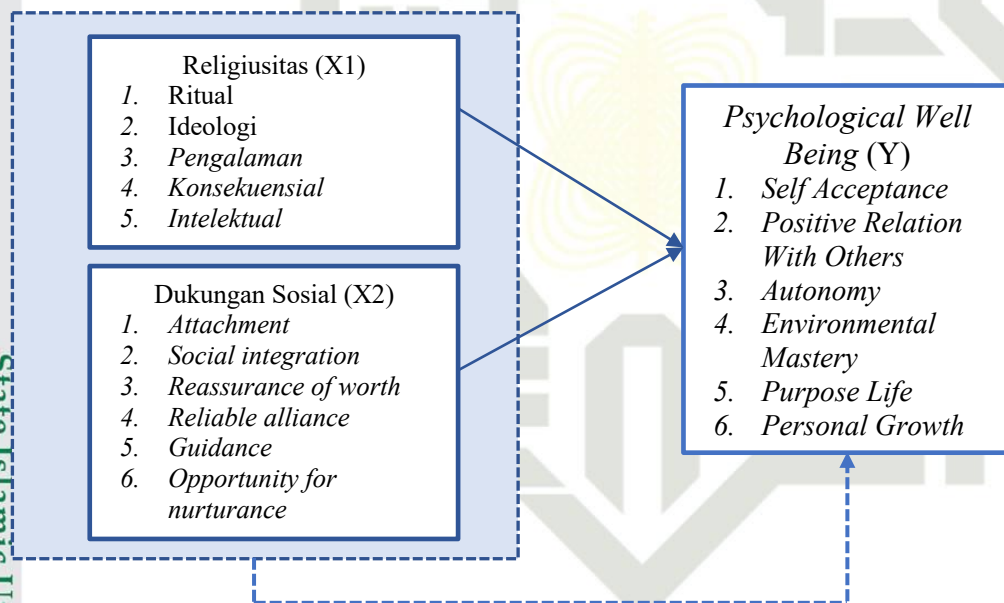 Religiusitas (X1)
1. Ritual
2. Ideologi
3. Pengalaman
4. Konsekuensial
5. Intelektual
Dukungan Sosial (X2)
1. Attachment
2. Social integration
3. Reassurance of worth
4. Reliable alliance
5. Guidance
6. Opportunity for
nurturance
Psychological Well
Being (Y)
1. Self Acceptance
2. Positive Relation
With Others
3. Autonomy
4. Environmental
Mastery
5. Purpose Life
6. Personal Growth